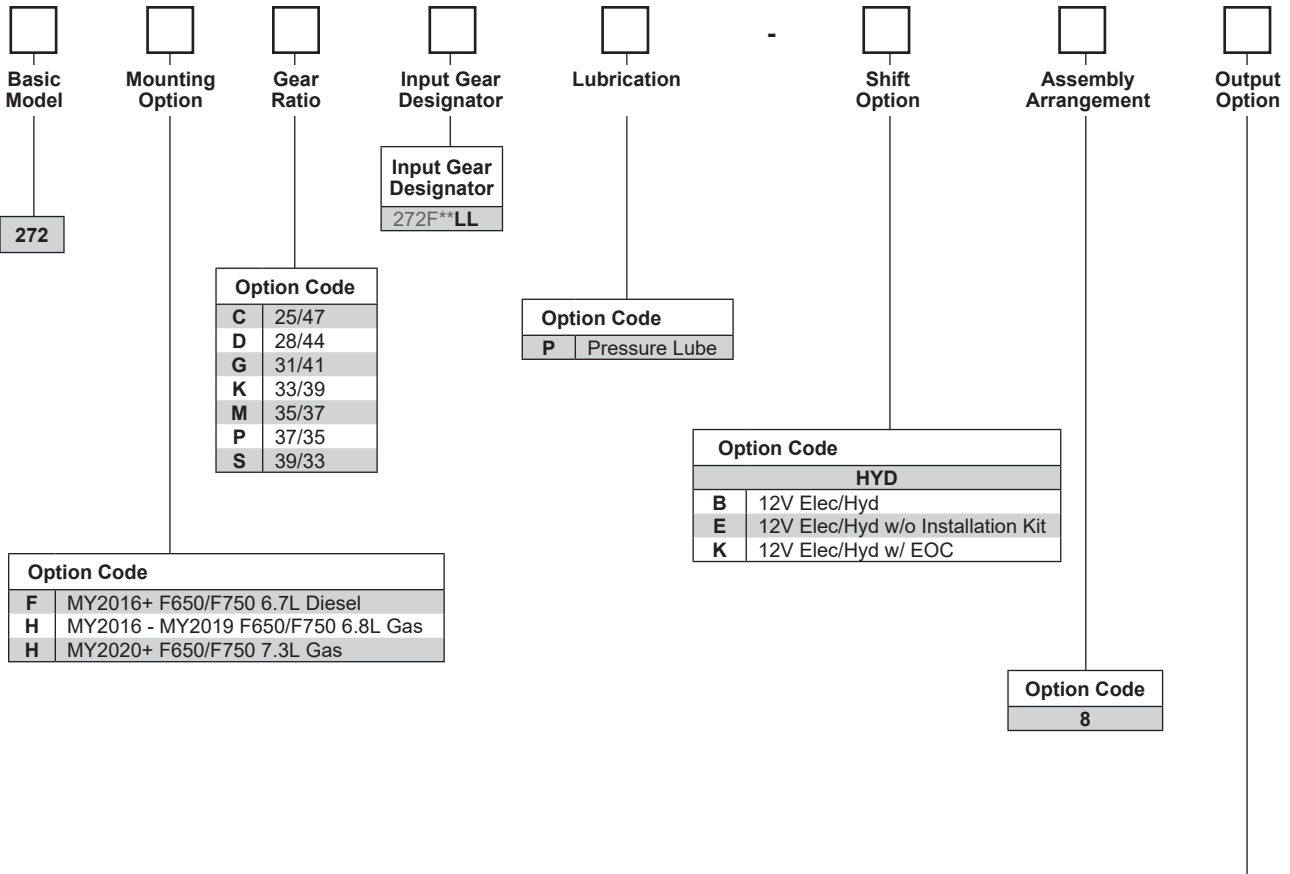 -
Basic Model
Mounting Option
Gear Ratio
Input Gear Designator
Lubrication
Shift Option
Assembly Arrangement
Output Option
272
Input Gear Designator
272F**LL
Option Code
C 25/47
D 28/44
G 31/41
K 33/39
M 35/37
P 37/35
S 39/33
Option Code
P Pressure Lube
Option Code
HYD
B 12V Elec/Hyd
E 12V Elec/Hyd w/o Installation Kit
K 12V Elec/Hyd w/ EOC
Option Code
F MY2016+ F650/F750 6.7L Diesel
H MY2016 - MY2019 F650/F750 6.8L Gas
H MY2020+ F650/F750 7.3L Gas
Option Code
8